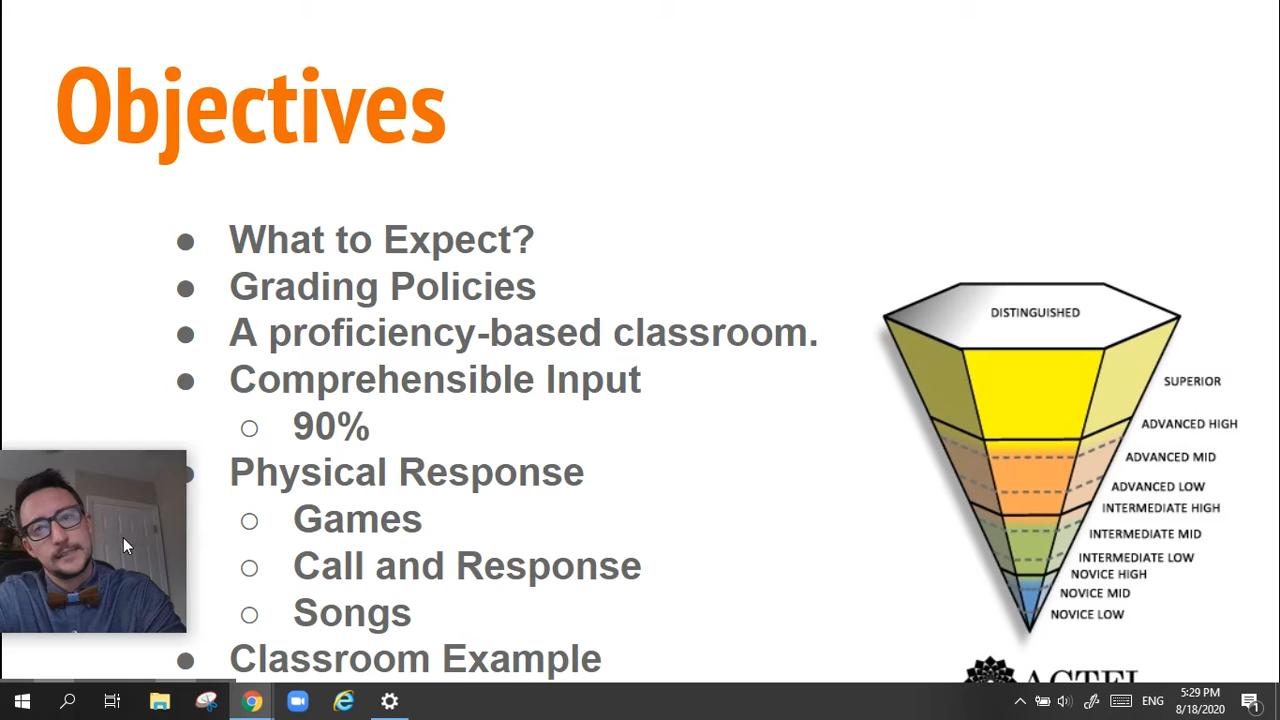 Objectives
What to Expect?
Grading Policies
A proficiency-based classroom.
Comprehensible Input
90%
Physical Response
Games
Call and Response
Songs
Classroom Example
DISTINGUISHED
SUPERIOR
ADVANCED HIGH
ADVANCED MID
ADVANCED LOW
INTERMEDIATE HIGH
INTERMEDIATE MID
INTERMEDIATE LOW
NOVICE HIGH
NOVICE MID
NOVICE LOW
ENG
5:29 PM
8/18/2020
1